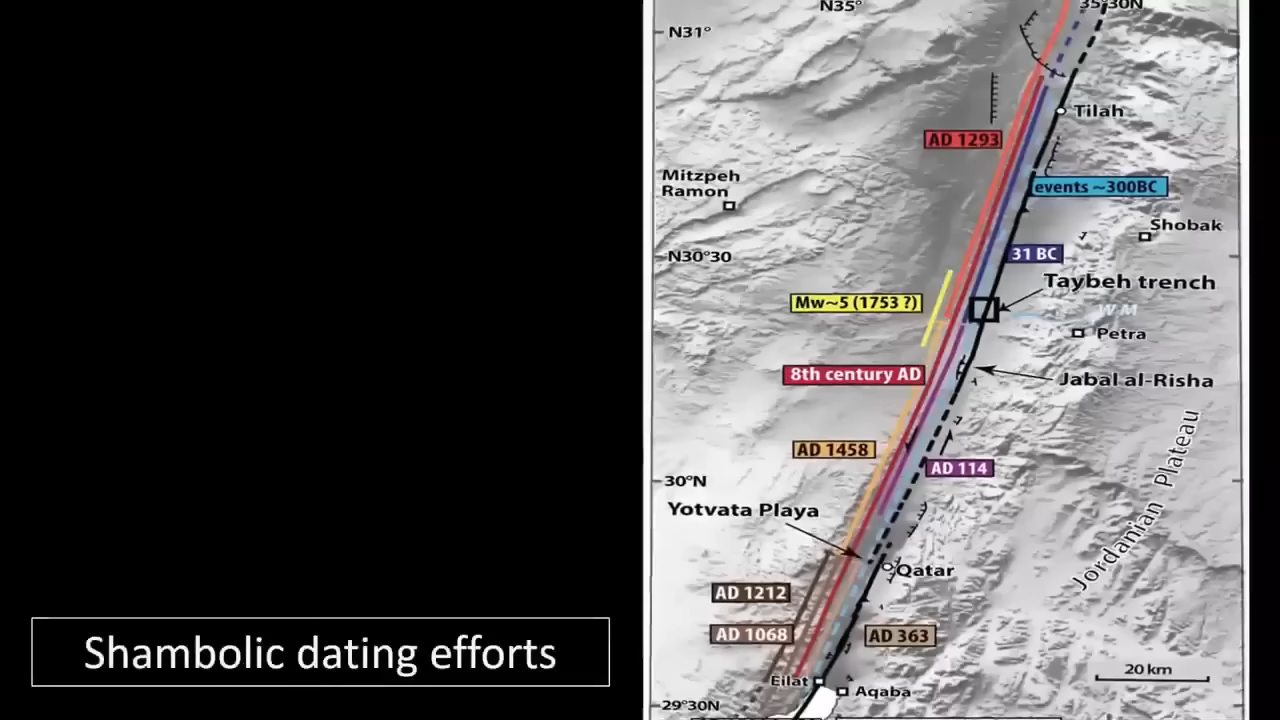 N35°
35°30N
N31°
Tilah
AD 1293
Mitzpeh
Ramon
events ~300BC
Shobak
N30°30
31 BC
Taybeh trench
Mw~5 (1753 ?)
W M
Petra
8th century AD
Jabal al-Risha
AD 1458
AD 114
30°N
Yotvata Playa
Jordanian Plateau
Qatar
AD 1212
AD 1068
AD 363
20 km
Eilat
Aqaba
29°30N
Shambolic dating efforts